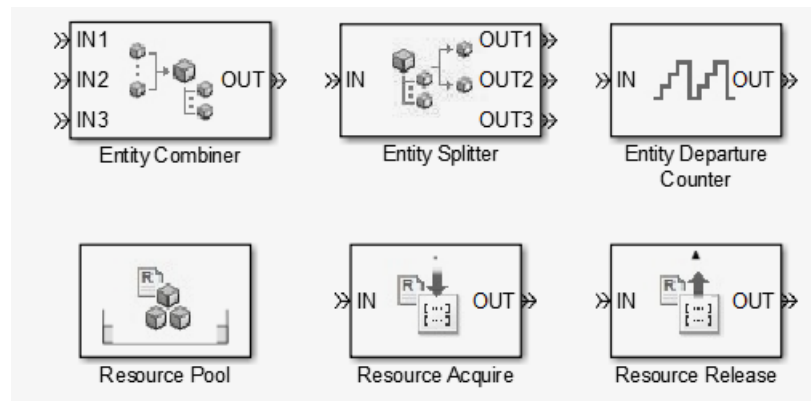 IN1
IN2
IN3
OUT
Entity Combiner
IN
OUT1
OUT2
OUT3
Entity Splitter
IN
OUT
Entity Departure
Counter
R
Resource Pool
IN
R
[...]
[...]
OUT
Resource Acquire
IN
R
[...]
[...]
OUT
Resource Release